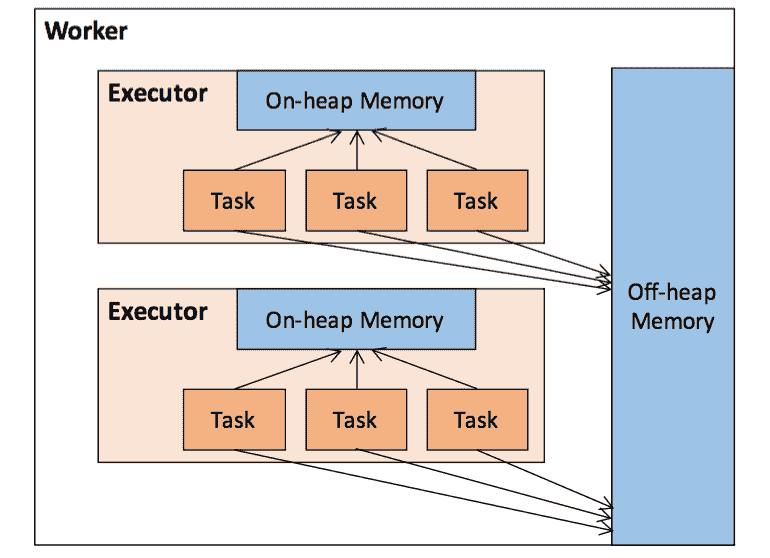 Worker
Executor
On-heap Memory
Task
Task
Task
Executor
On-heap Memory
Task
Task
Task
Off-heap
Memory